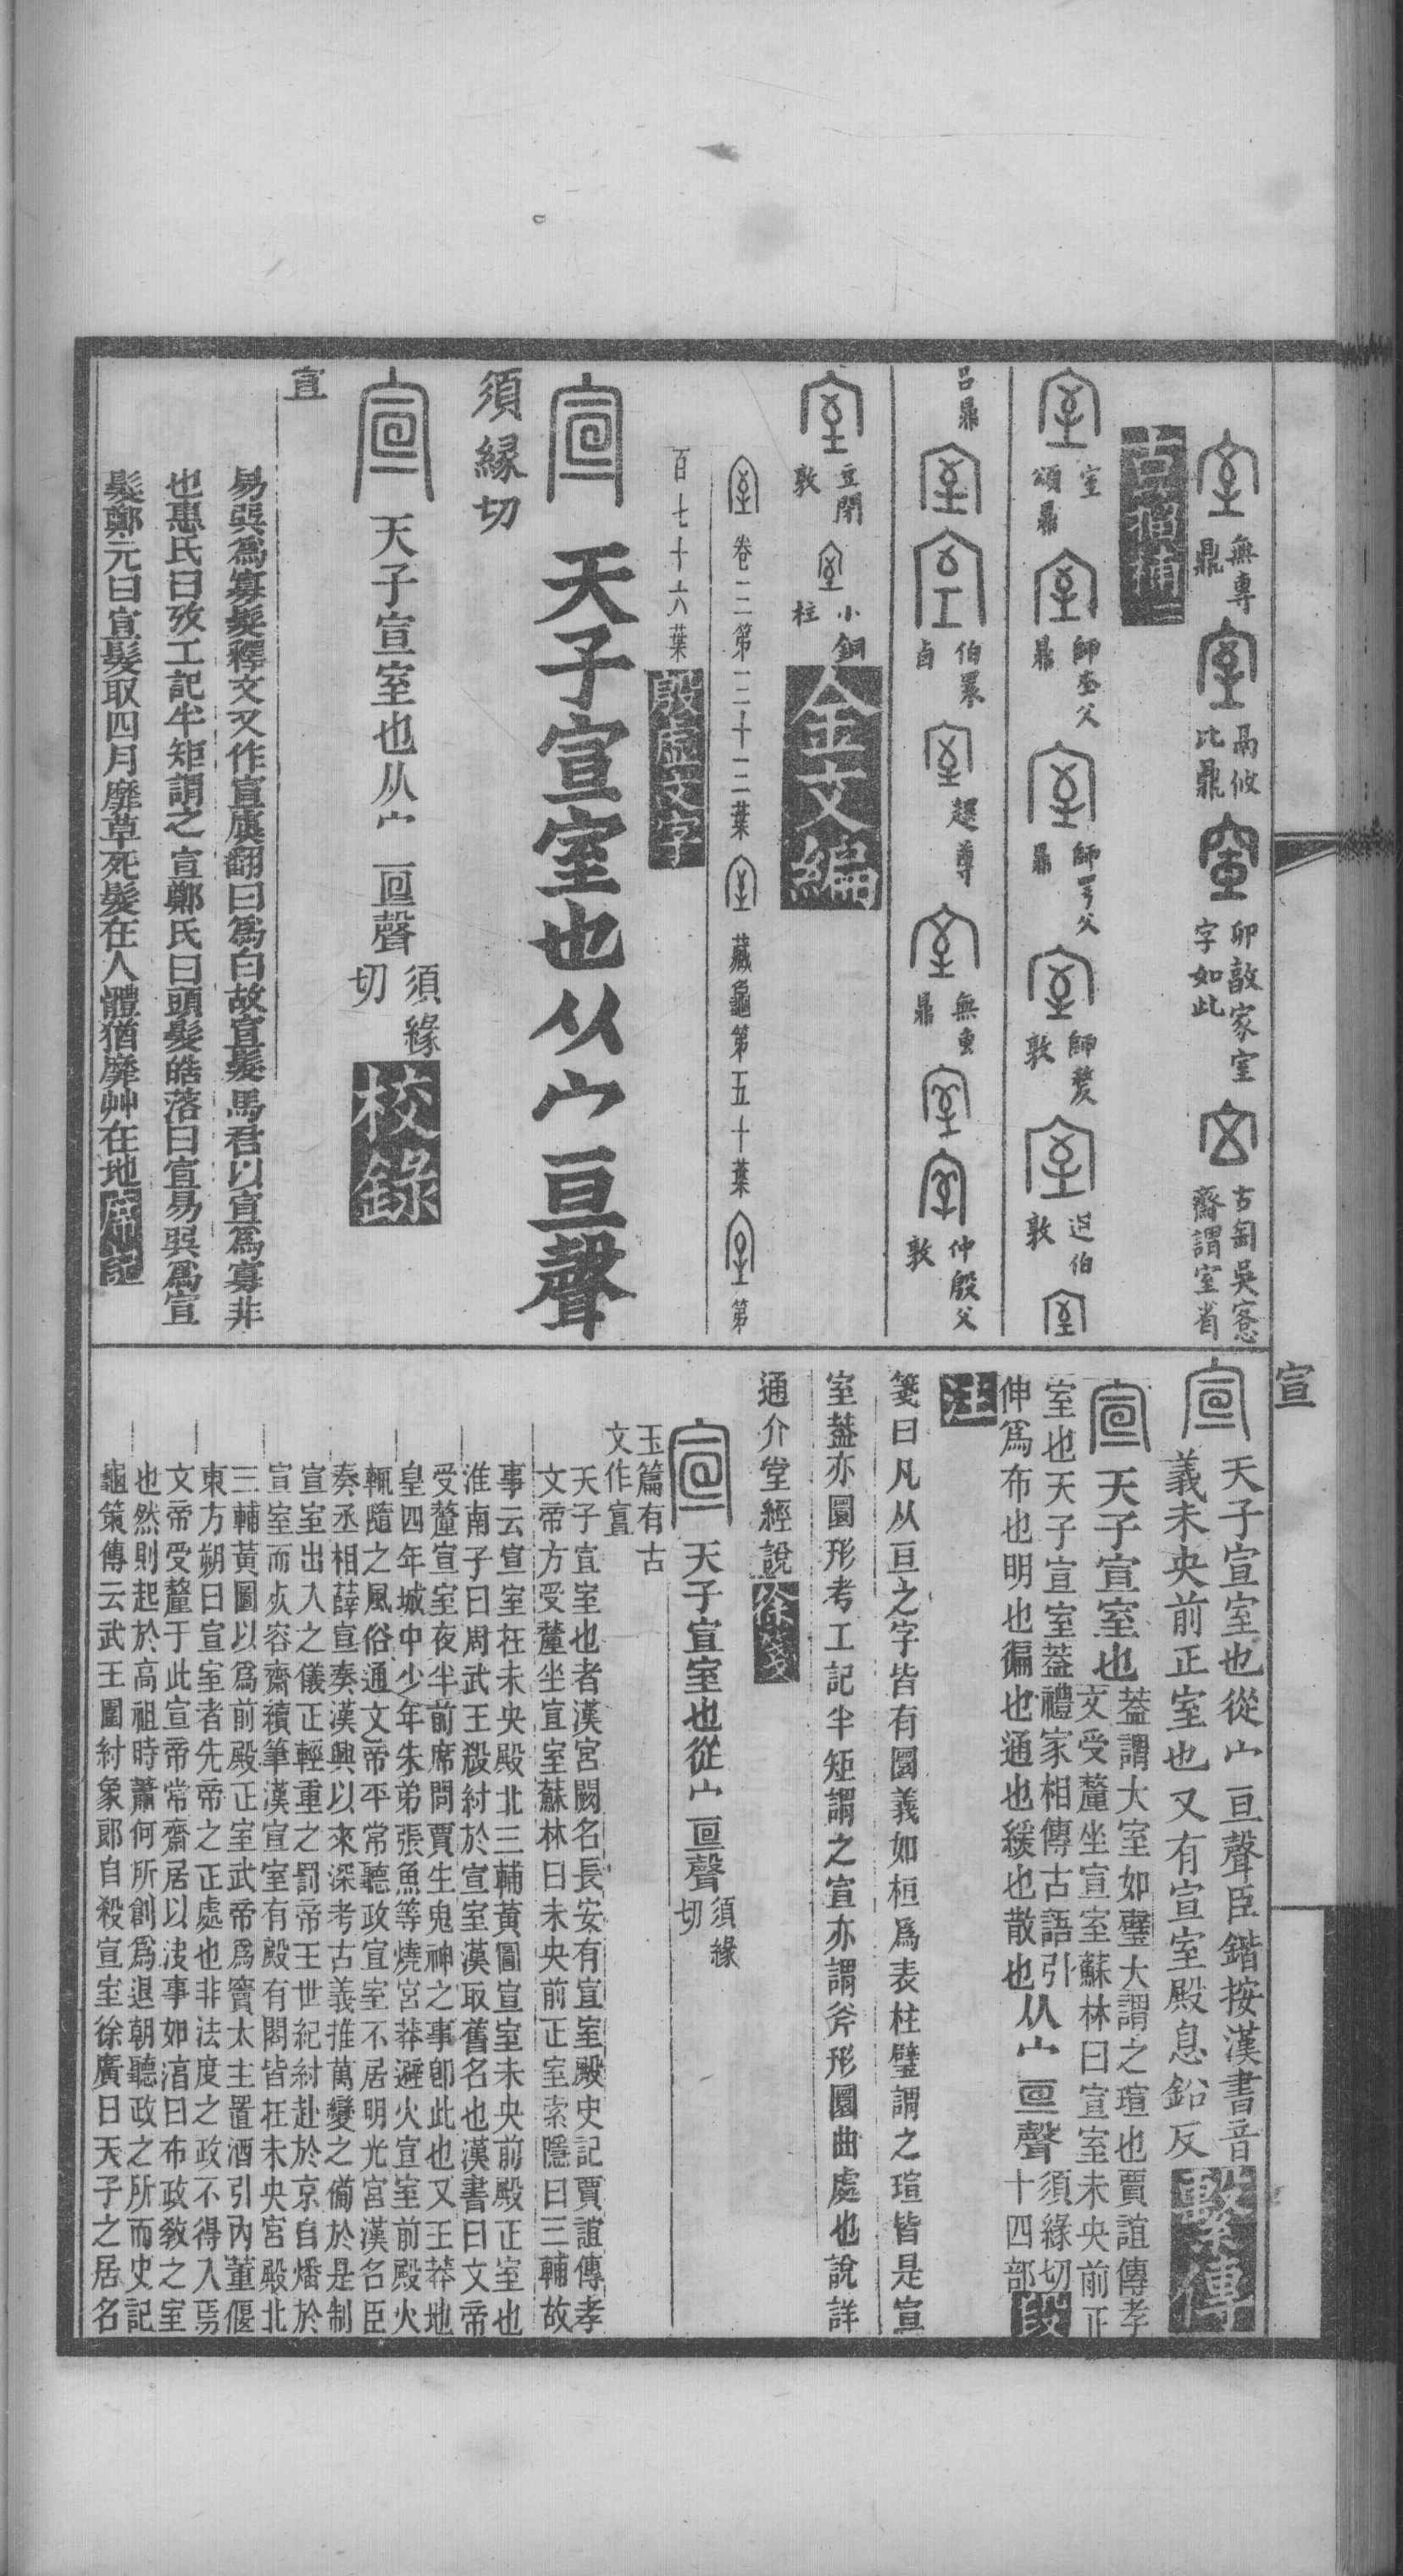 無專
鼎
鬲攸
比鼎
卯敦家室
字如此
古匋吳窓
齋謂室省
古籀補
室
頌鼎
師𡘇父
鼎
師㝨父
鼎
師𠭰
敦
𨒪伯
敦
呂鼎
伯睘
卣
趩尊
無叀
鼎
仲殷父
敦
豆閉
敦
小銅
柱
金文編
卷三第三十三葉 藏龜第五十葉 第
百七十六葉
殷虛文字
宣 天子宣室也从宀亘聲
須緣切
宣 天子宣室也从宀𠄢聲
須緣
切
校錄
宣
易巽爲寡髮釋文又作宣虞翻曰爲白故宣髮馬君以宣爲寡非
也惠氏曰攷工記半矩謂之宣鄭氏曰頭髮皓落曰宣易巽爲宣
髮鄭元曰宣髮取四月靡草死髮在人體猶靡艸在地
宣
宣 天子宣室也從宀亘聲臣鍇按漢書音
義未央前正室也又有宣室殿息鉛反
繫傳
宣 天子宣室也
蓋謂大室如璧大謂之瑄也賈誼傳孝
文受釐坐宣室蘇林曰宣室未央前正
室也天子宣室蓋禮家相傳古語引
伸爲布也明也徧也通也緩也散也
从宀𠄢聲
須緣切
十四部
段
注
箋曰凡从亘之字皆有圜義如桓爲表柱璧謂之瑄皆是宣
室蓋亦圜形考工記半矩謂之宣亦謂斧形圜曲處也說詳
通介堂經說
徐箋
宣 天子宣室也從宀𠄢聲
須緣
切
玉篇有古
文作𡩀
天子宣室也者漢宮闕名長安有宣室殿史記賈誼傳孝
文帝方受釐坐宣室蘇林曰未央前正室索隱曰三輔故
事云宣室在未央殿北三輔黃圖宣室未央前殿正室也
淮南子曰周武王殺紂於宣室漢取舊名也漢書曰文帝
受釐宣室夜半前席問賈生鬼神之事卽此也又王莽地
皇四年城中少年朱弟張魚等燒宮莽避火宣室前殿火
輒隨之風俗通文帝平常聽政宣室不居明光宮漢名臣
奏丞相薛宣奏漢興以來深考古義推萬變之備於是制
宣室出入之儀正輕重之罰帝王世紀紂赴於京自燔於
宣室而𤆍容齋續筆漢宣室有殿有閣皆在未央宮殿北
三輔黃圖以爲前殿正室武帝爲竇太主置酒引內董偃
東方朔曰宣室者先帝之正處也非法度之政不得入焉
文帝受釐于此宣帝常齋居以決事如湻曰布政敎之室
也然則起於高祖時蕭何所創爲退朝聽政之所而史記
龜策傳云武王圍紂象郎自殺宣室徐廣曰天子之居名